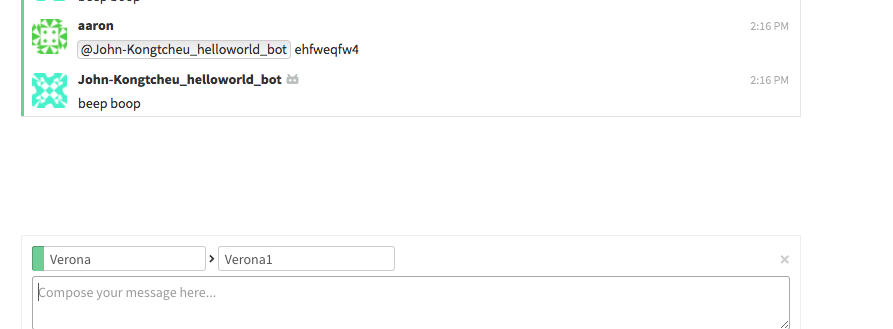 beep boop
aaron 2:16 PM
@John-Kongtcheu_helloworld_bot ehfweqfw4
John-Kongtcheu_helloworld_bot 2:16 PM
beep boop
Verona > Verona1 ×
Compose your message here...